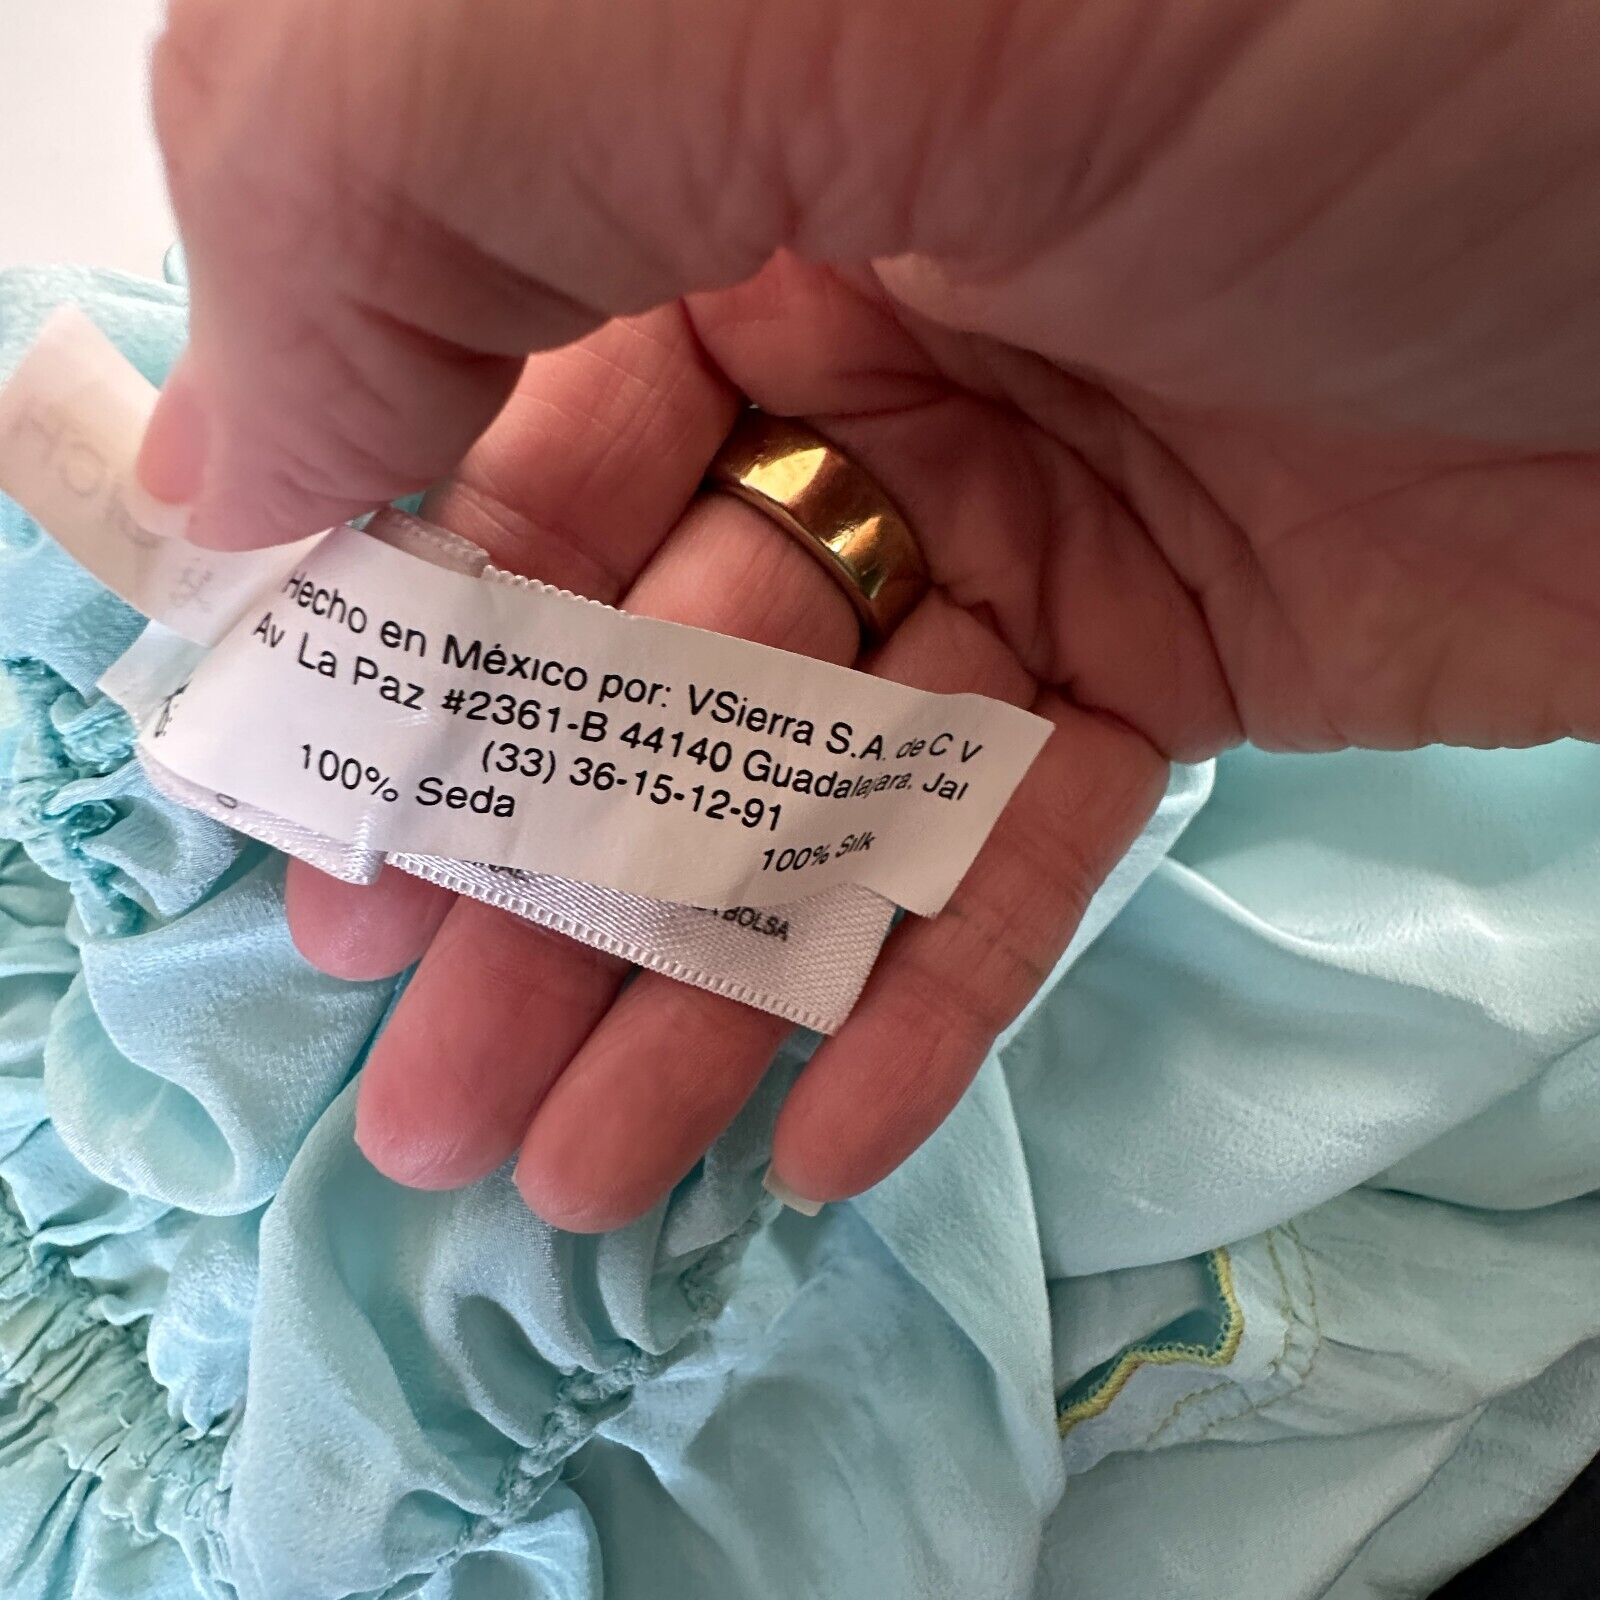 Hecho en México por: VSierra S.A. de C V
Av La Paz #2361-B 44140 Guadalajara. Jal
(33) 36-15-12-91
100% Seda
100% Silk